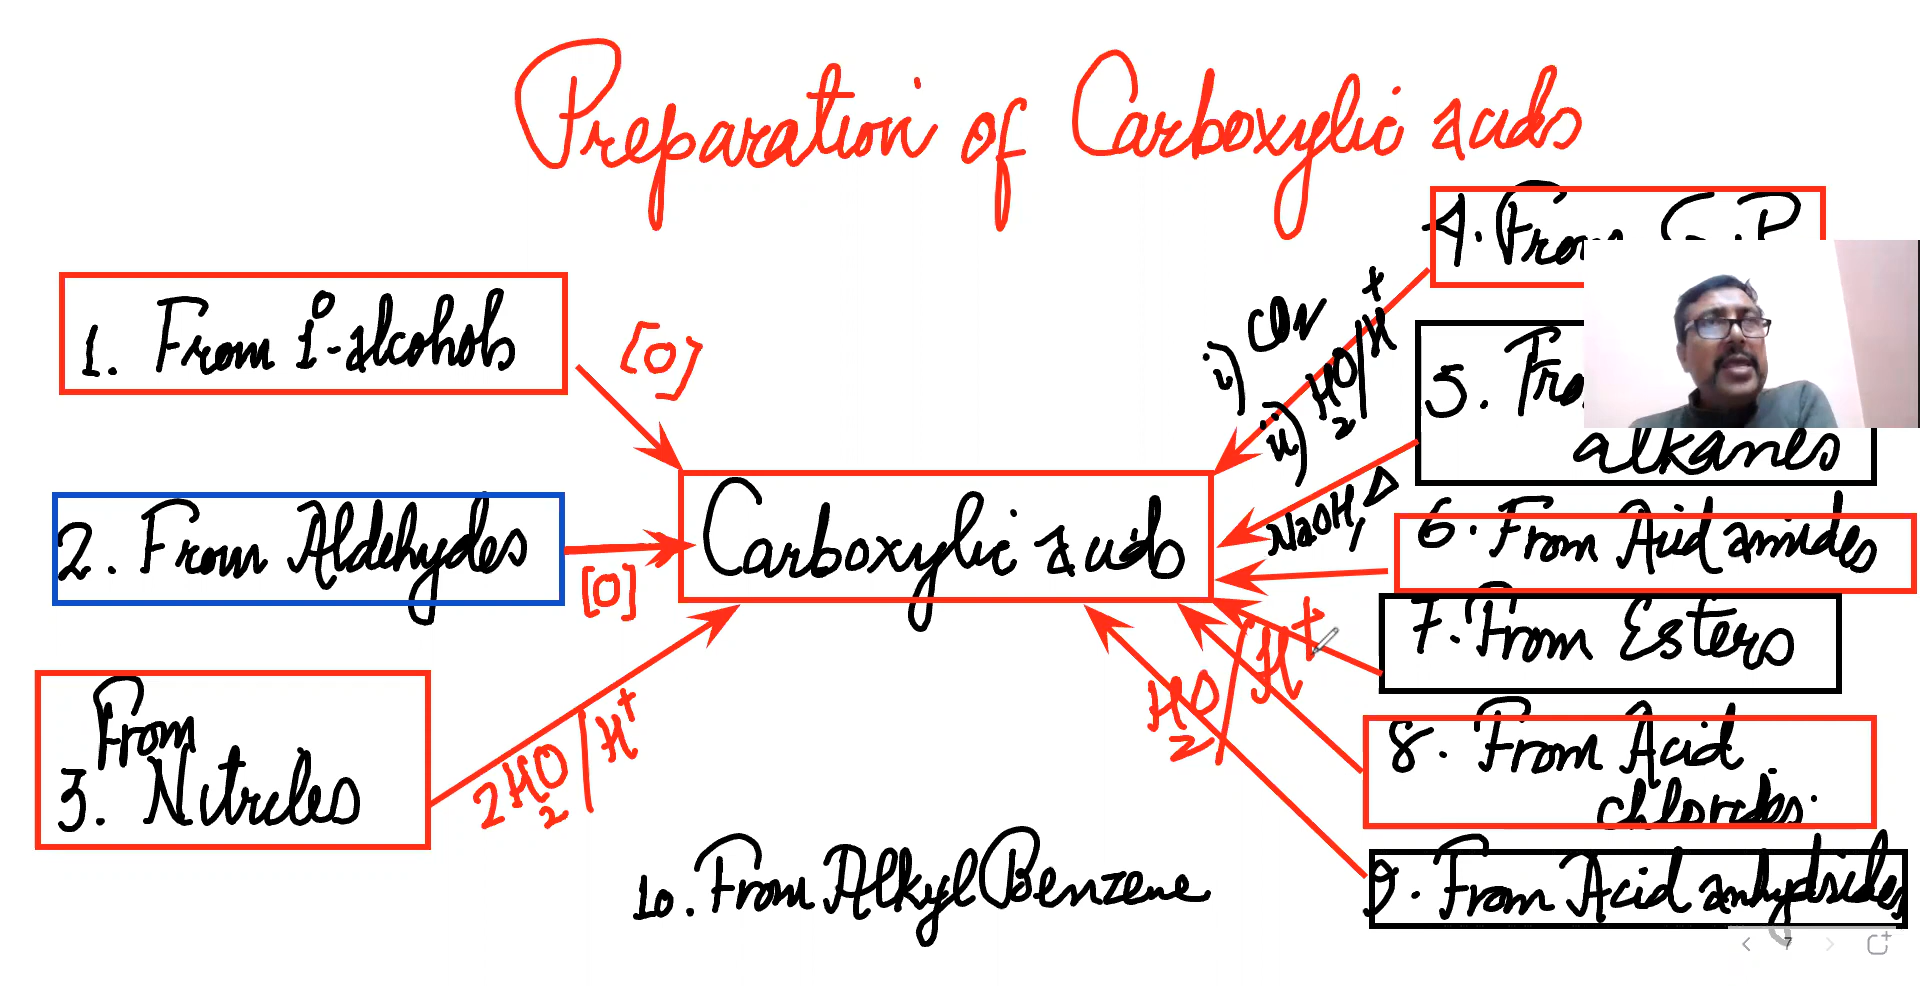 Preparation of Carboxylic acids
1. From 1°-alcohols
[O]
2. From Aldehydes
[O]
From
3. Nitriles
2H2O/H+
Carboxylic acids
4. From G.R
i)
ii) H2O/H+
5.
alkanes
NaOH, Δ
6. From Acid amides
7. From Esters
8. From Acid
chlorides.
9. From Acid anhydrides
H2O/H+
10. From Alkyl Benzene
7